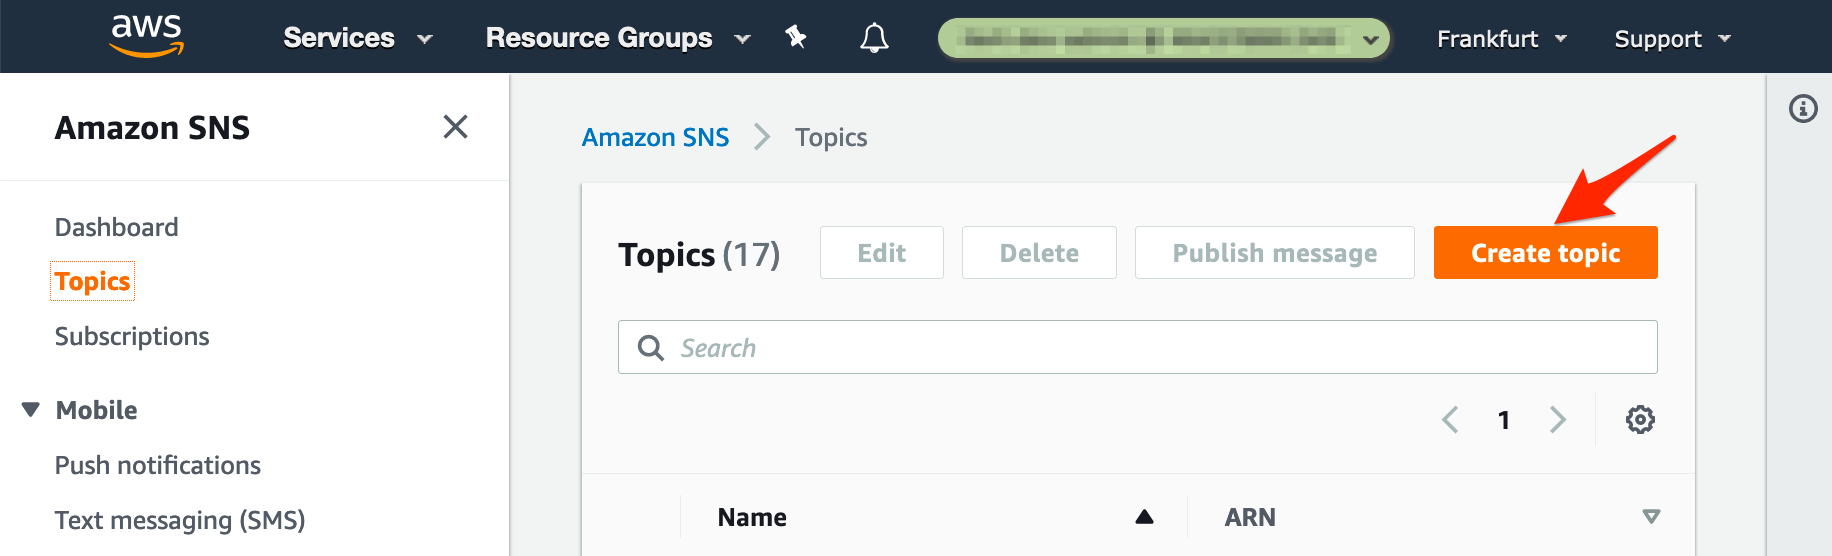 aws Services Resource Groups Frankfurt Support
Amazon SNS
Dashboard
Topics
Subscriptions
Mobile
Push notifications
Text messaging (SMS)
Amazon SNS Topics
Topics (17) Edit Delete Publish message Create topic
Search
1
Name ARN